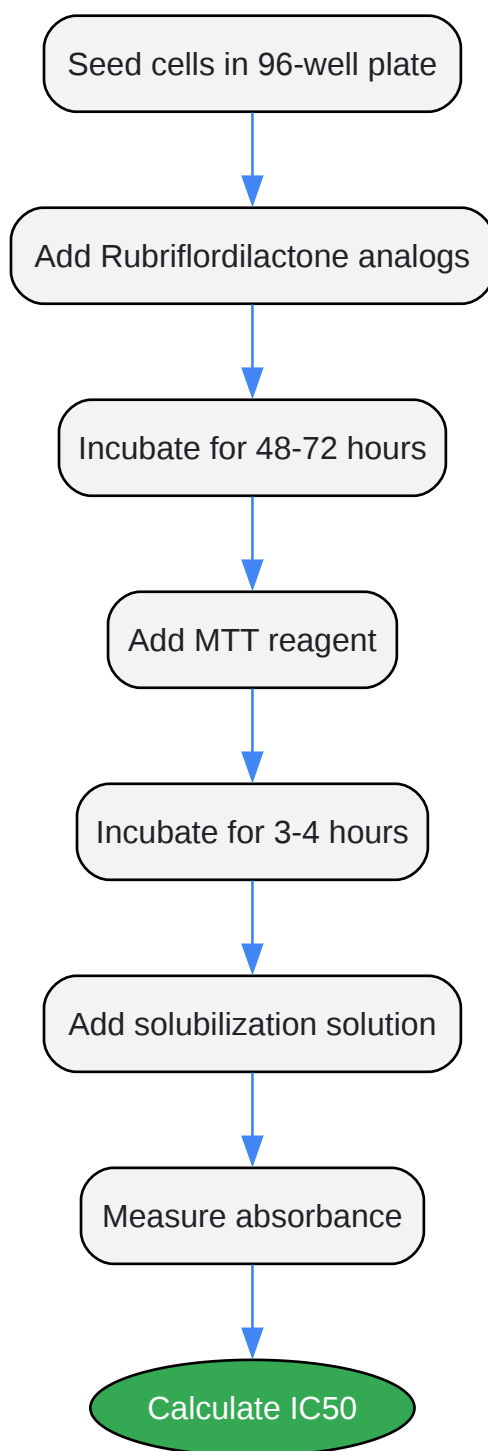 Seed cells in 96-well plate
Add Rubriflordilactone analogs
Incubate for 48-72 hours
Add MTT reagent
Incubate for 3-4 hours
Add solubilization solution
Measure absorbance
Calculate IC50